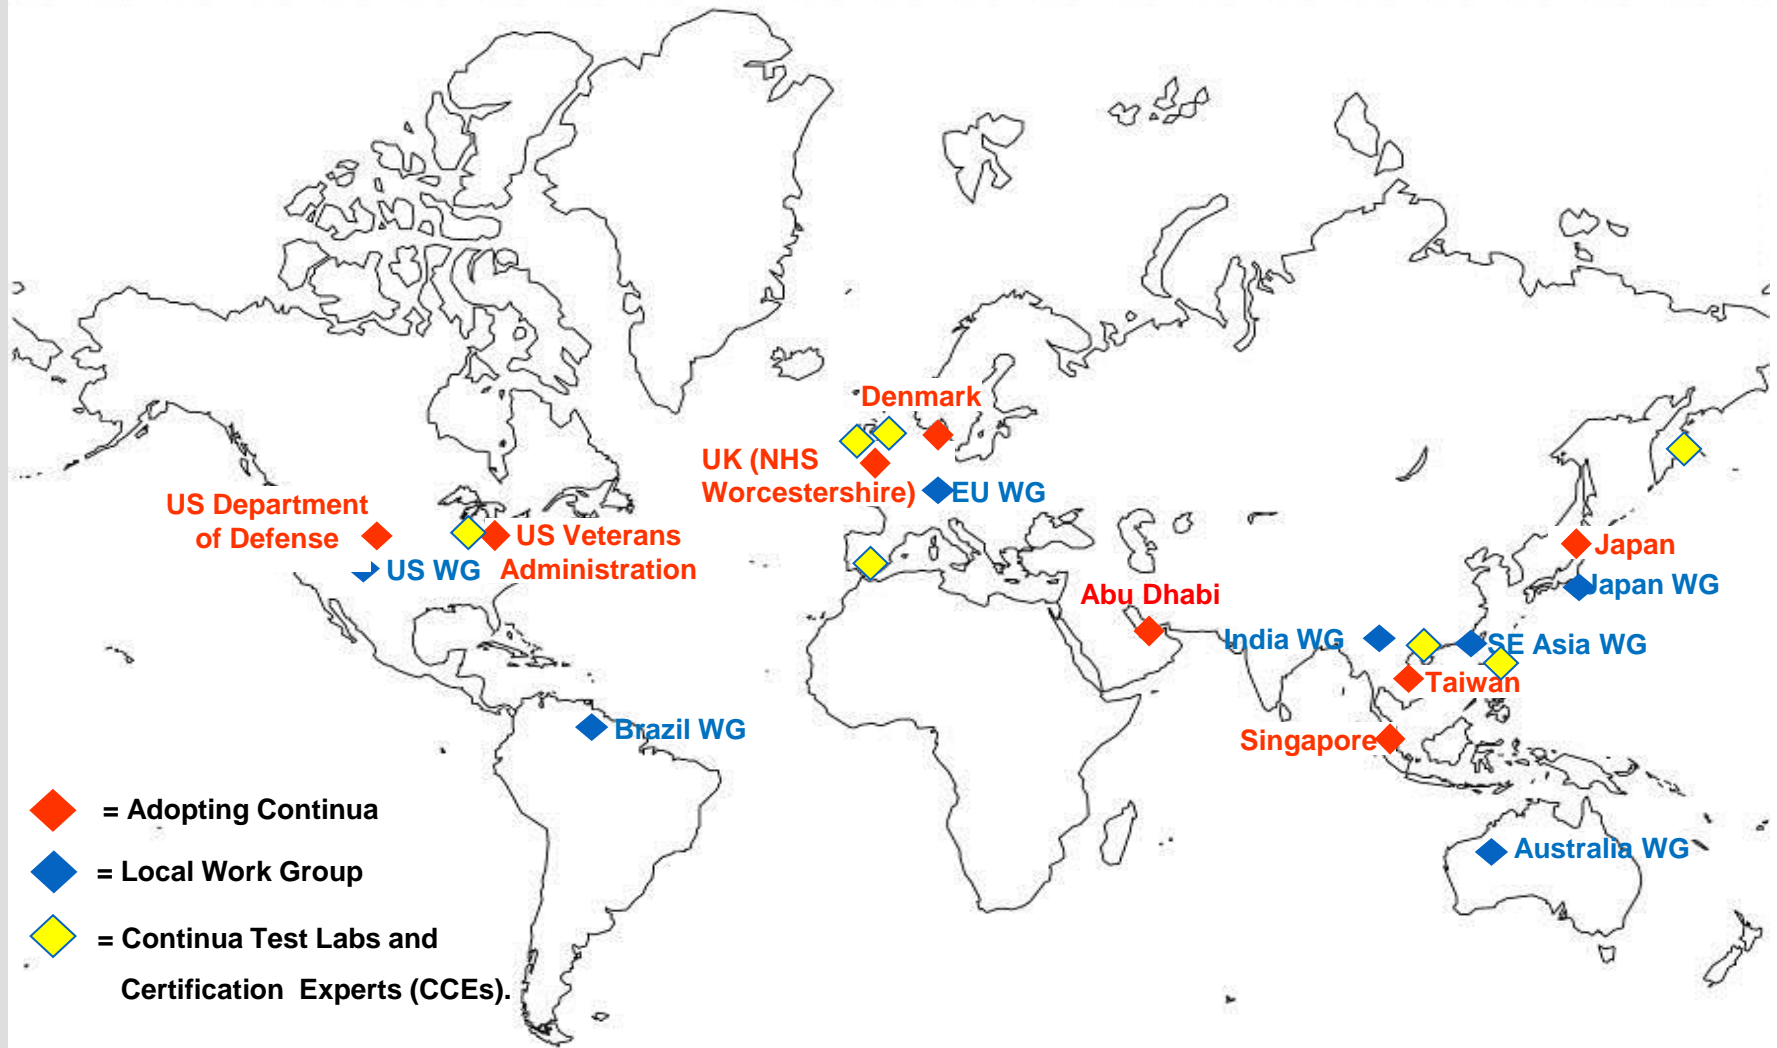 Denmark
UK (NHS
Worcestershire)
EU WG
US Department
of Defense
US WG
US Veterans
Administration
Japan
Japan WG
Abu Dhabi
India WG
SE Asia WG
Taiwan
Singapore
Brazil WG
Australia WG
= Adopting Continua
= Local Work Group
= Continua Test Labs and
Certification Experts (CCEs).